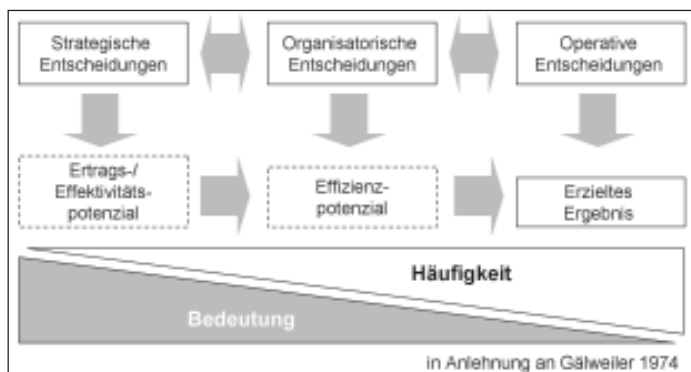 Strategische
Entscheidungen
Organisatorische
Entscheidungen
Operative
Entscheidungen
Ertrags-/
Effektivitäts-
potenzial
Effizienz-
potenzial
Erzieltes
Ergebnis
Häufigkeit
Bedeutung
in Anlehnung an Gälweiler 1974